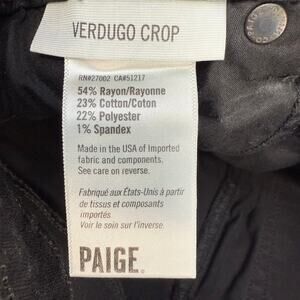 VERDUGO CROP
RN#27002 CA#51217
54% Rayon/Rayonne
23% Cotton/Coton
22% Polyester
1% Spandex
Made in the USA of Imported
fabric and components.
See care on reverse.
Fabriqué aux États-Unis à partir
de tissus et composants
importés
Voir le soin sur l'inverse.
PAIGE.